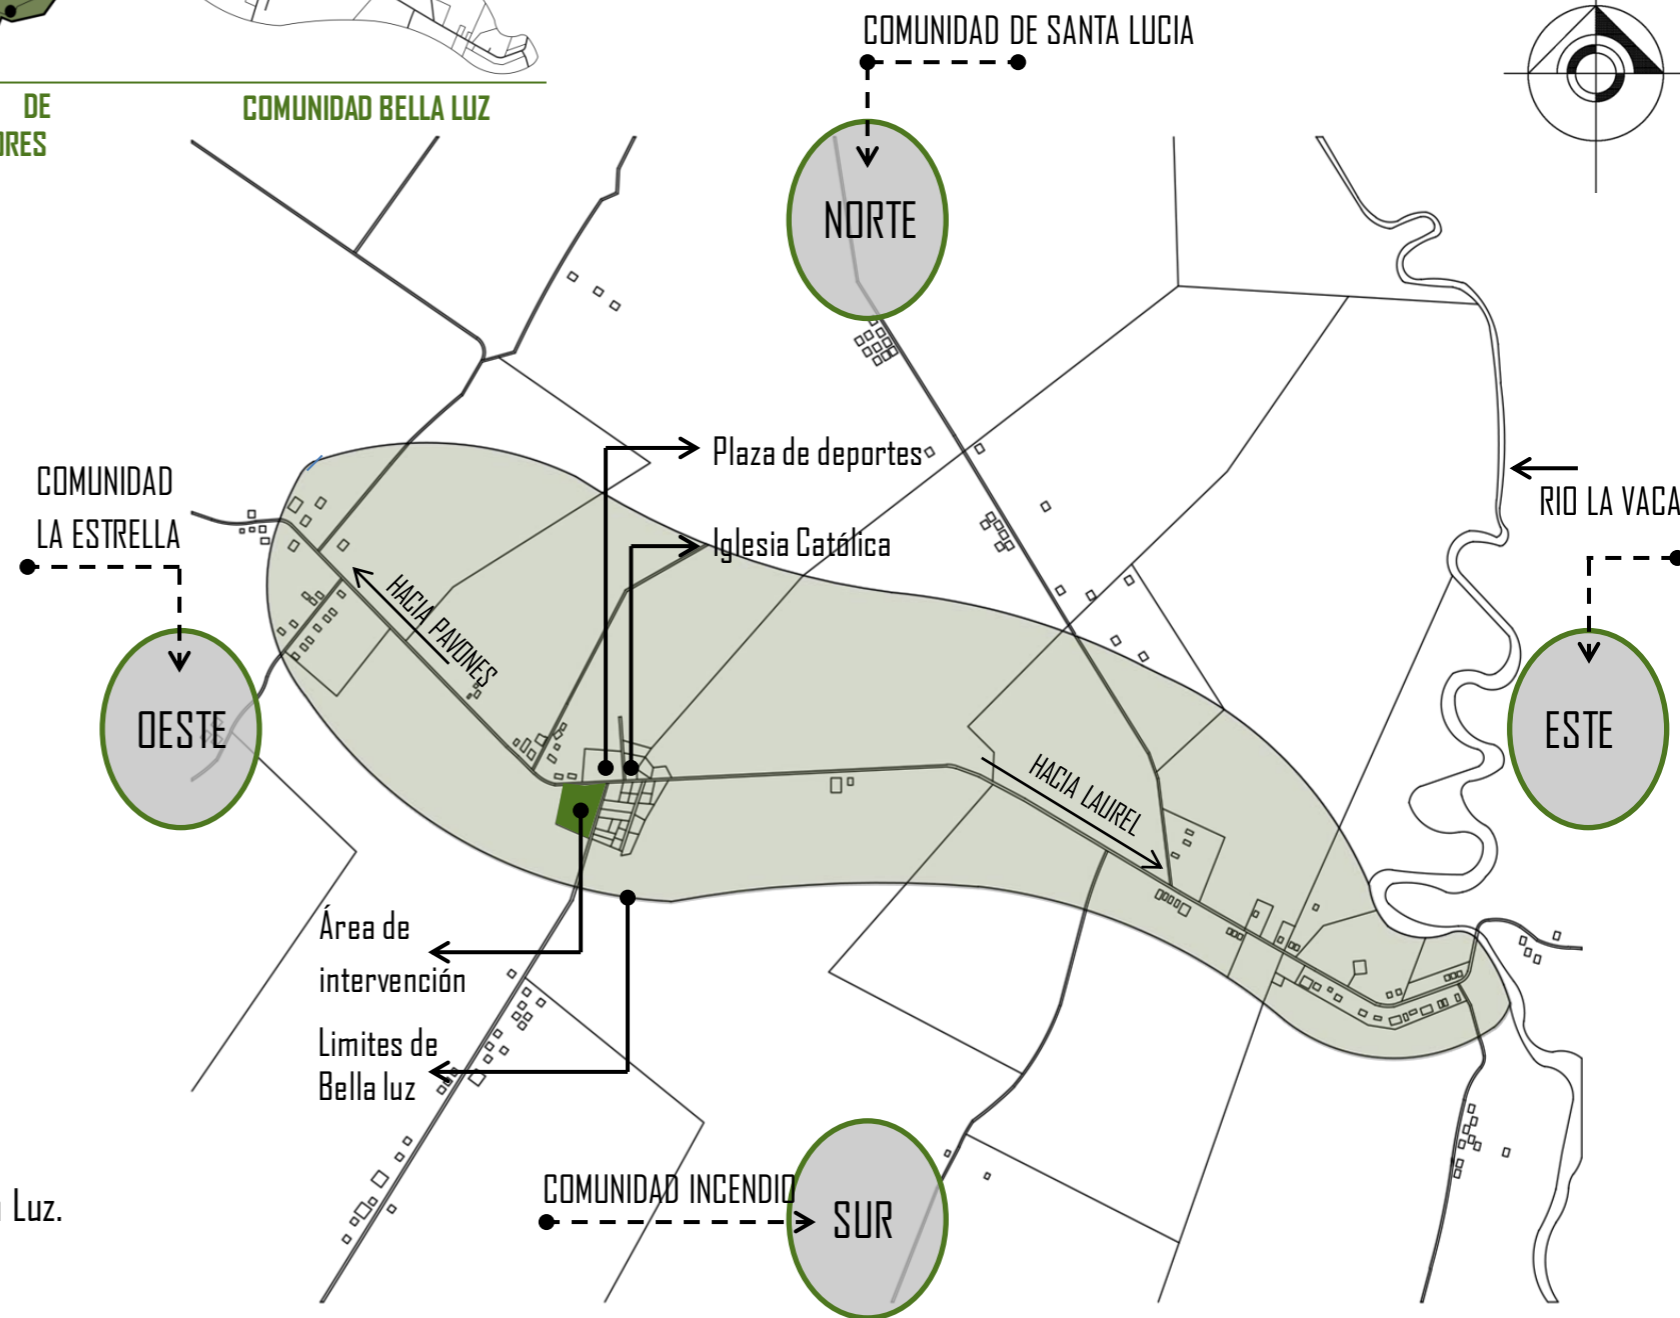 COMUNIDAD DE SANTA LUCIA
DE
ORES
COMUNIDAD BELLA LUZ
NORTE
Plaza de deportes
COMUNIDAD
LA ESTRELLA
RIO LA VACA
Iglesia Católica
HACIA PAVONES
OESTE
ESTE
HACIA LAUREL
Área de
intervención
Limites de
Bella luz
COMUNIDAD INCENDIO
Luz.
SUR